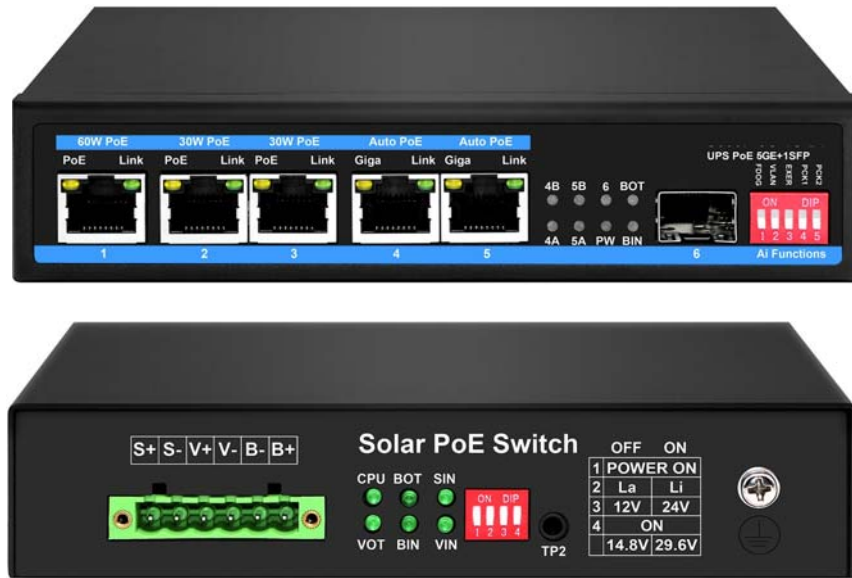 60W PoE 30W PoE 30W PoE Auto PoE Auto PoE
PoE Link PoE Link PoE Link Giga Link Giga Link
1 2 3 4 5
4B 5B 6 BOT
4A 5A PW BIN
6
UPS PoE 5GE+1SFP
FDOG VLAN EXER PCK1 PCK2
ON DIP
1 2 3 4 5
Ai Functions
S+ S- V+ V- B- B+
Solar PoE Switch
CPU BOT SIN
VOT BIN VIN
ON DIP
1 2 3 4
TP2
OFF ON
1 POWER ON
2 La Li
3 12V 24V
4 ON
14.8V 29.6V